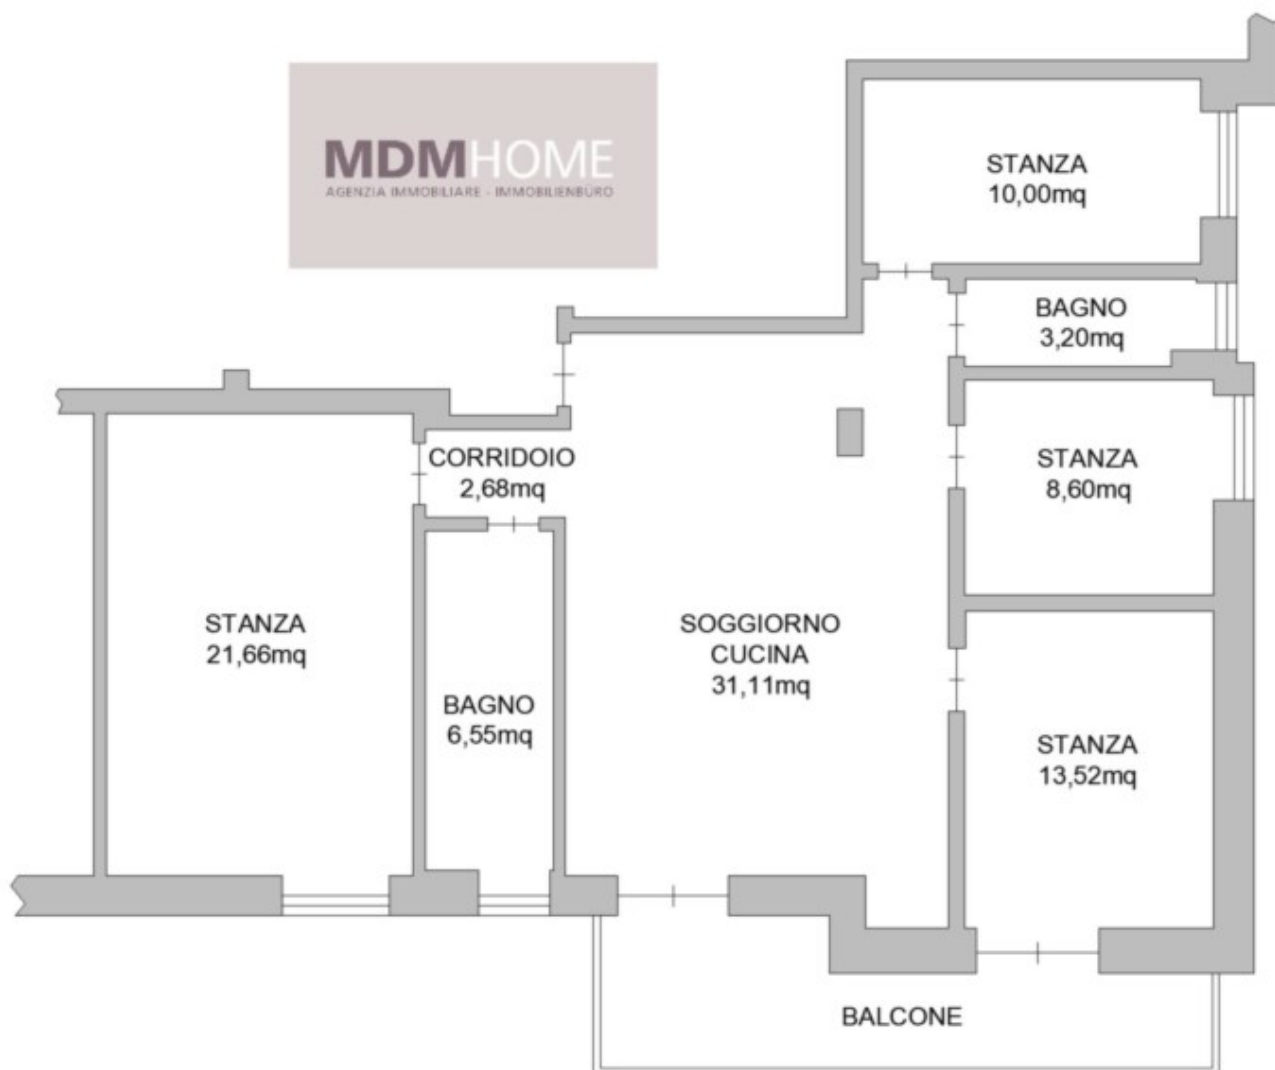 MDMHOME
AGENZIA IMMOBILIARE - IMMOBILIENBÜRO
STANZA
10,00mq
BAGNO
3,20mq
CORRIDOIO
2,68mq
STANZA
8,60mq
STANZA
21,66mq
SOGGIORNO
CUCINA
31,11mq
BAGNO
6,55mq
STANZA
13,52mq
BALCONE